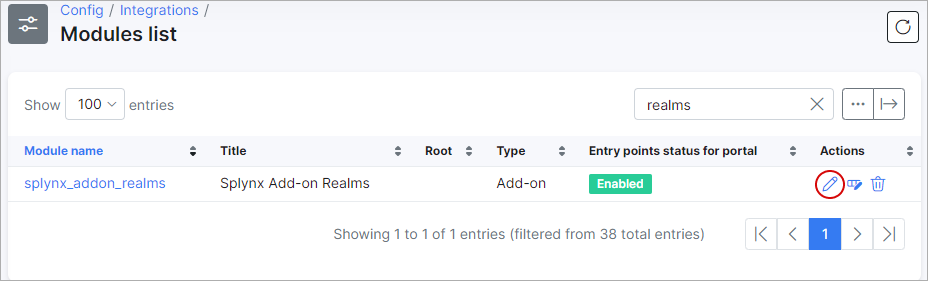 Config / Integrations /
Modules list
Show 100 entries
realms
Module name Title Root Type Entry points status for portal Actions
splynx_addon_realms Splynx Add-on Realms Add-on Enabled
Showing 1 to 1 of 1 entries (filtered from 38 total entries)
1